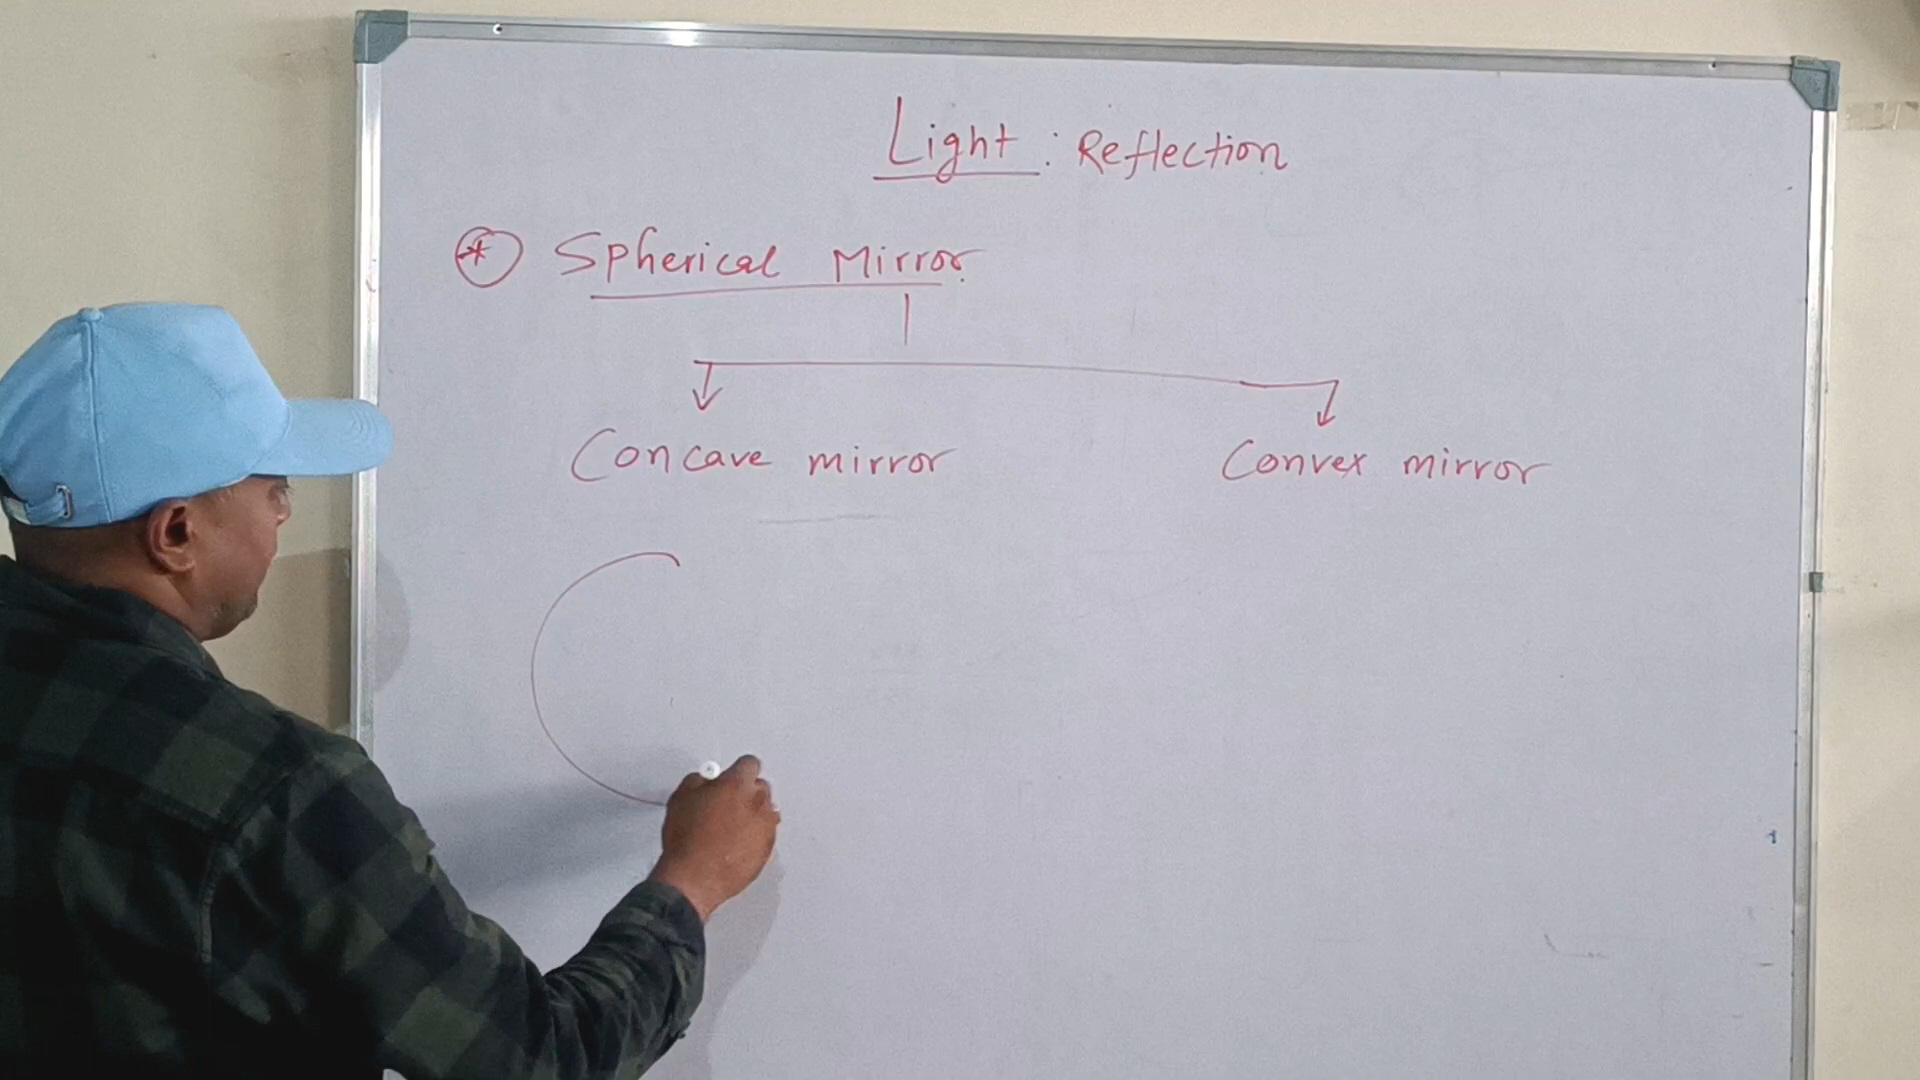 Light : Reflection
* Spherical Mirror
Concave mirror
Convex mirror